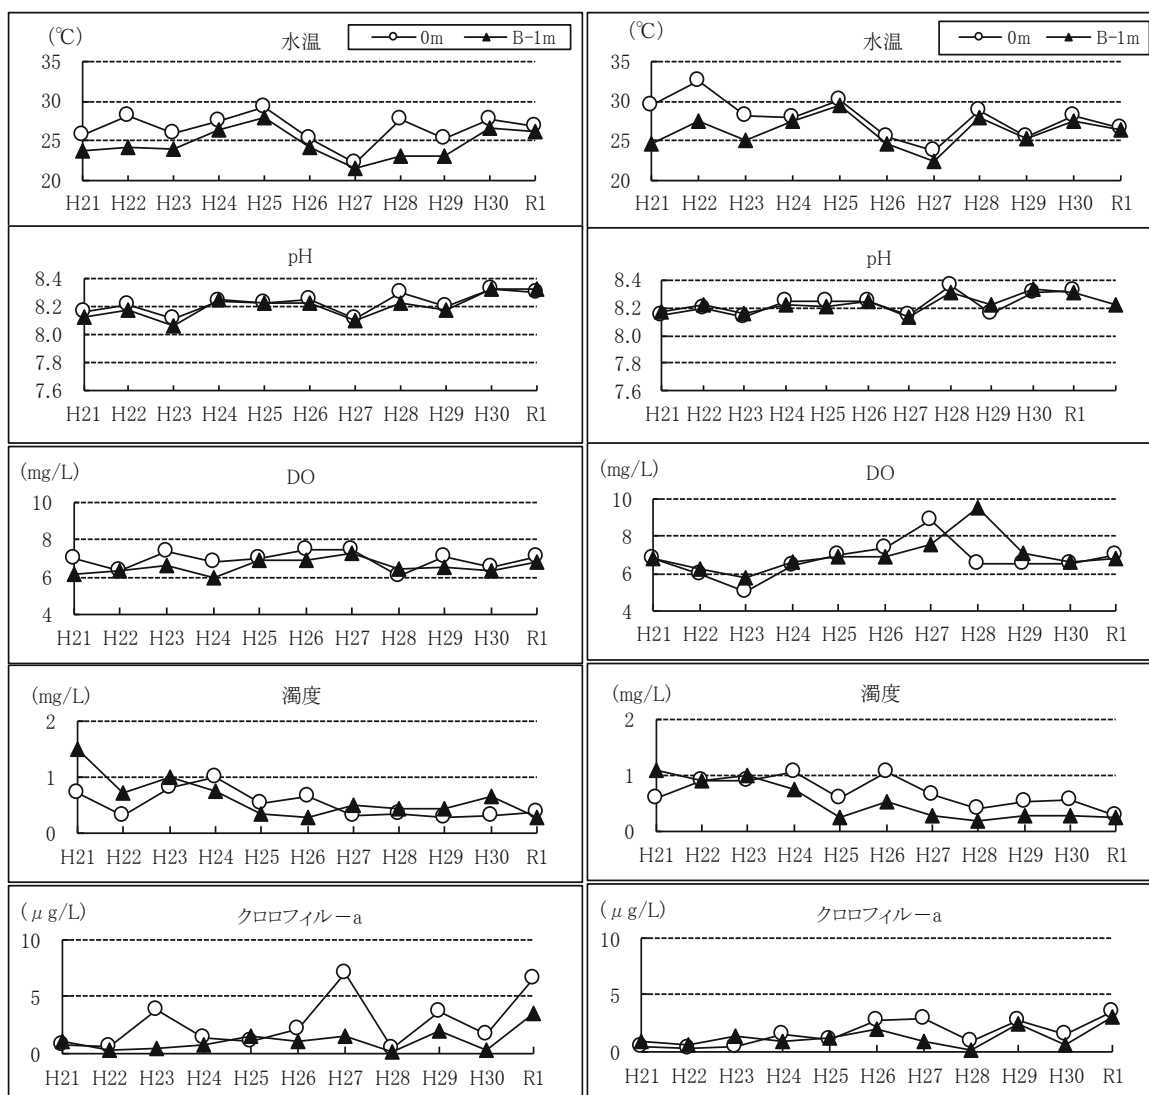 (℃)
水温
0m
B-1m
35
30
25
20
H21 H22 H23 H24 H25 H26 H27 H28 H29 H30 R1
pH
8.4
8.2
8.0
7.8
7.6
H21 H22 H23 H24 H25 H26 H27 H28 H29 H30 R1
(mg/L)
DO
10
8
6
4
H21 H22 H23 H24 H25 H26 H27 H28 H29 H30 R1
(mg/L)
濁度
2
1
0
H21 H22 H23 H24 H25 H26 H27 H28 H29 H30 R1
(μg/L)
クロロフィル－a
10
5
0
H21 H22 H23 H24 H25 H26 H27 H28 H29 H30 R1
(℃)
水温
0m
B-1m
35
30
25
20
H21 H22 H23 H24 H25 H26 H27 H28 H29 H30 R1
pH
8.4
8.2
8.0
7.8
7.6
H21 H22 H23 H24 H25 H26 H27 H28 H29 H30 R1
(mg/L)
DO
10
8
6
4
H21 H22 H23 H24 H25 H26 H27 H28 H29 H30 R1
(mg/L)
濁度
2
1
0
H21 H22 H23 H24 H25 H26 H27 H28 H29 H30 R1
(μg/L)
クロロフィル－a
10
5
0
H21 H22 H23 H24 H25 H26 H27 H28 H29 H30 R1